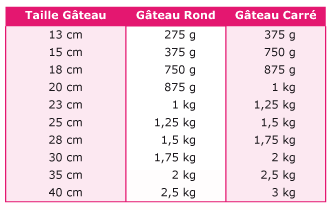 Taille Gâteau Gâteau Rond Gâteau Carré
13 cm 275 g 375 g
15 cm 375 g 750 g
18 cm 750 g 875 g
20 cm 875 g 1 kg
23 cm 1 kg 1,25 kg
25 cm 1,25 kg 1,5 kg
28 cm 1,5 kg 1,75 kg
30 cm 1,75 kg 2 kg
35 cm 2 kg 2,5 kg
40 cm 2,5 kg 3 kg